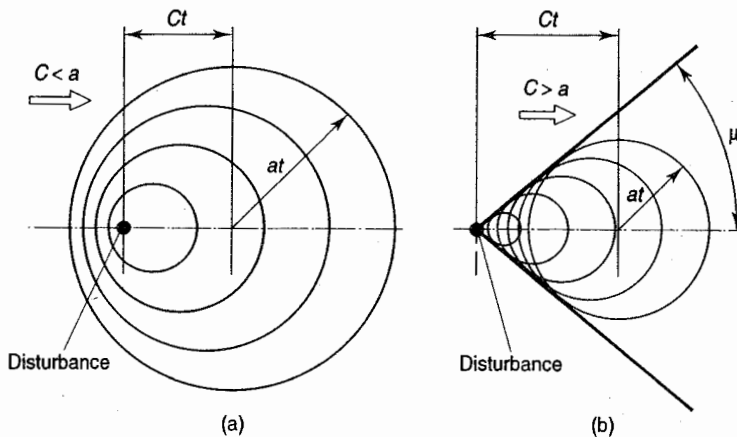 Ct
C < a
at
Disturbance
(a)
Ct
C > a
μ
at
Disturbance
(b)